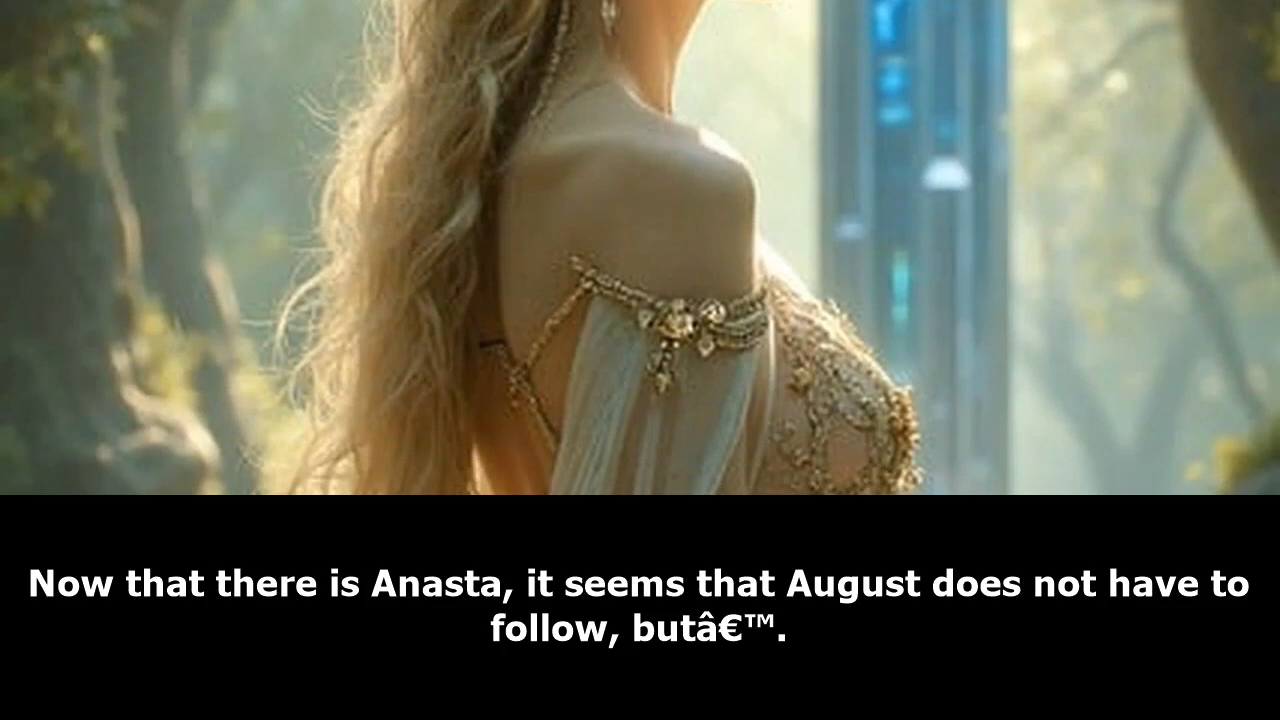 Now that there is Anasta, it seems that August does not have to
follow, butâ€™.